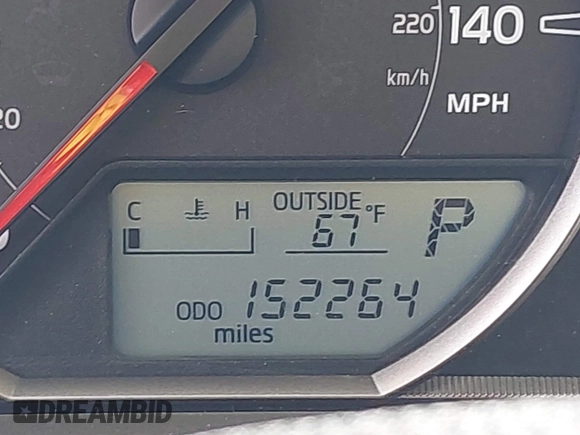 220
140
km/h
MPH
20
C H
OUTSIDE
67 °F
P
ODO 152264
miles
DREAMBID